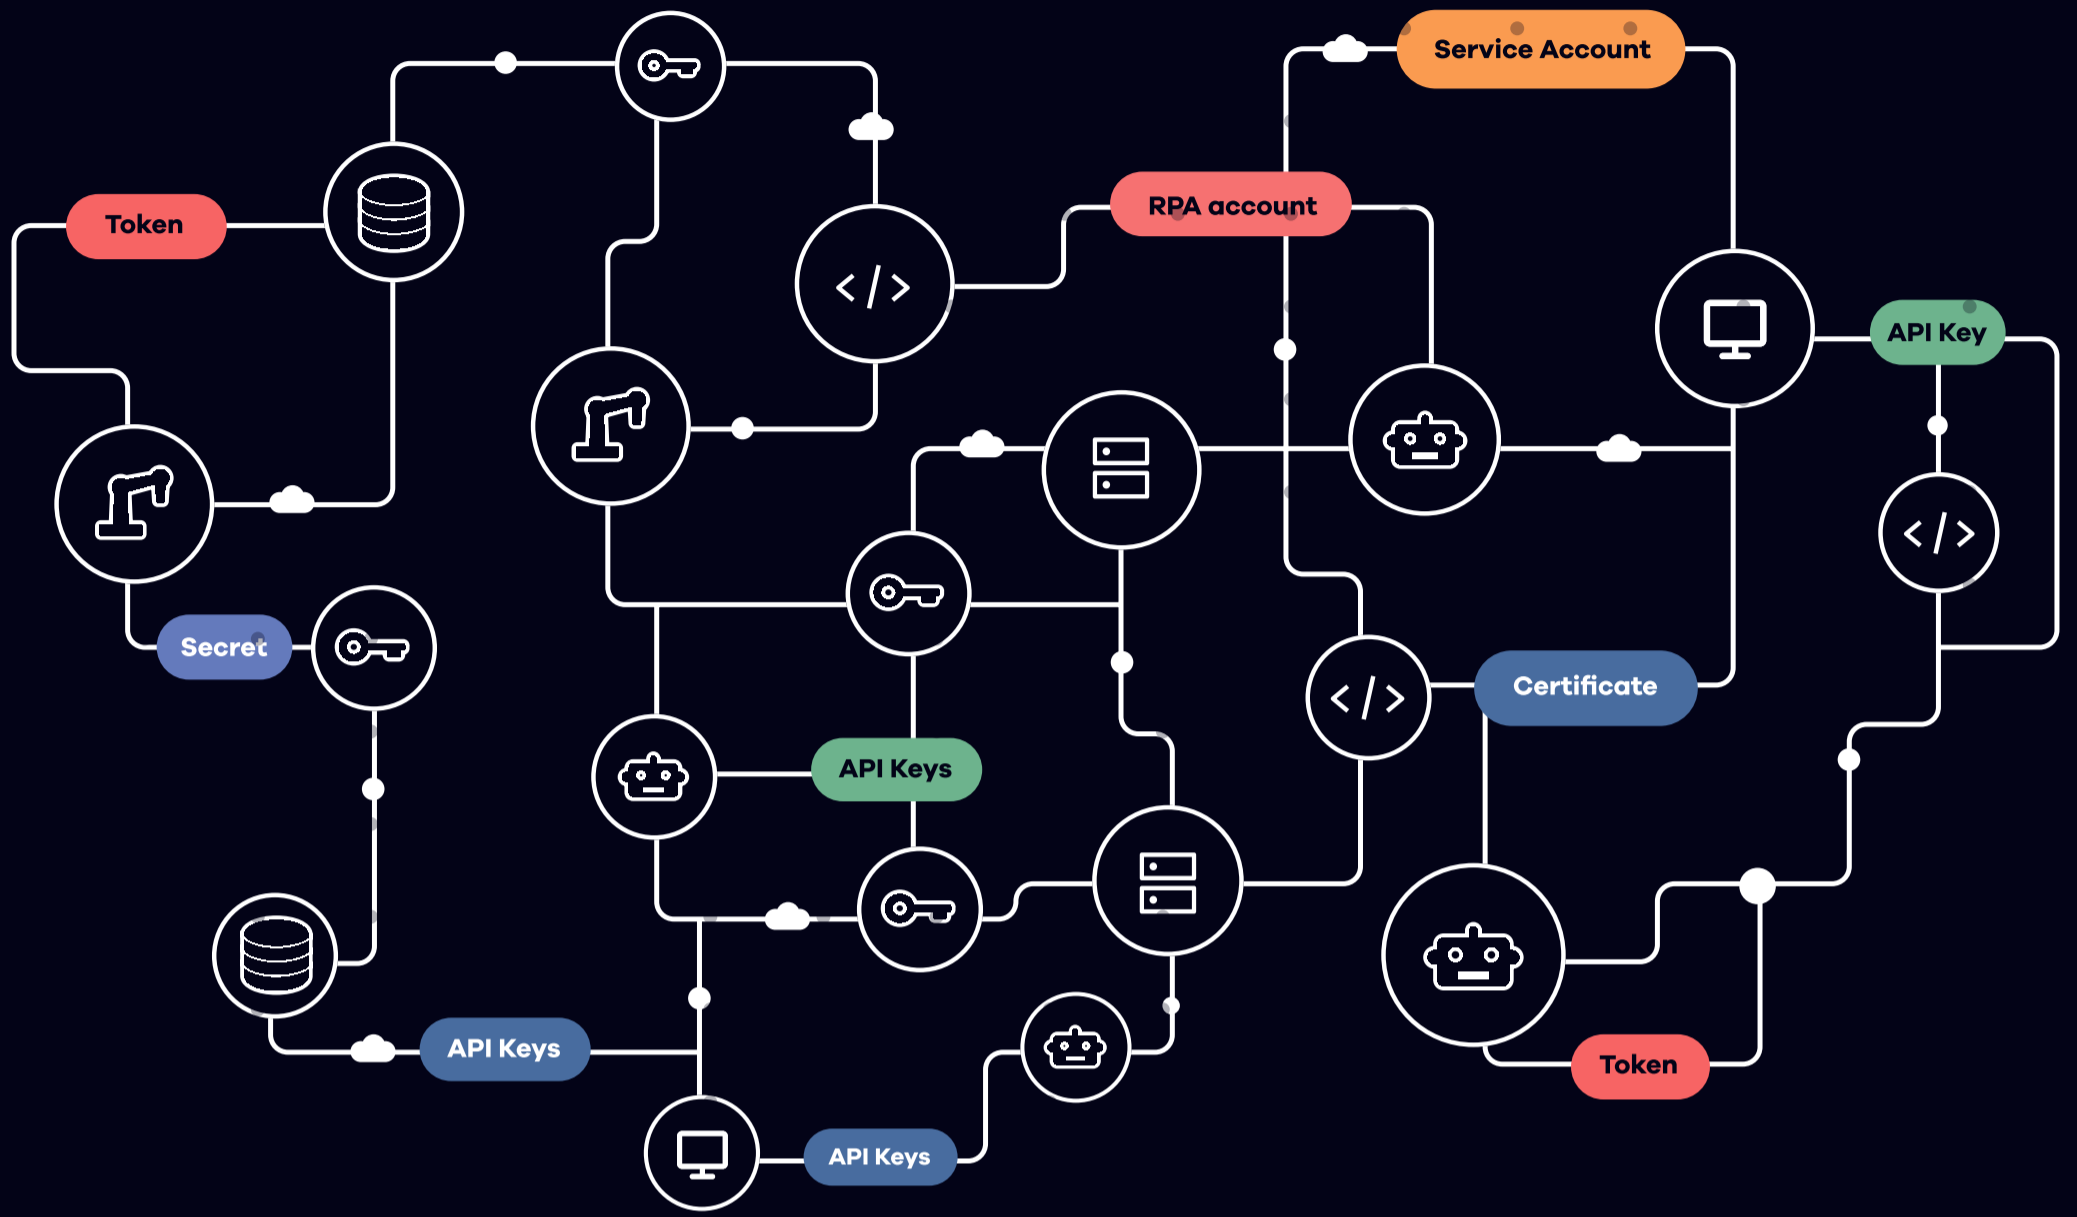 Service Account
RPA account
Token
API Key
Secret
Certificate
API Keys
API Keys
Token
API Keys